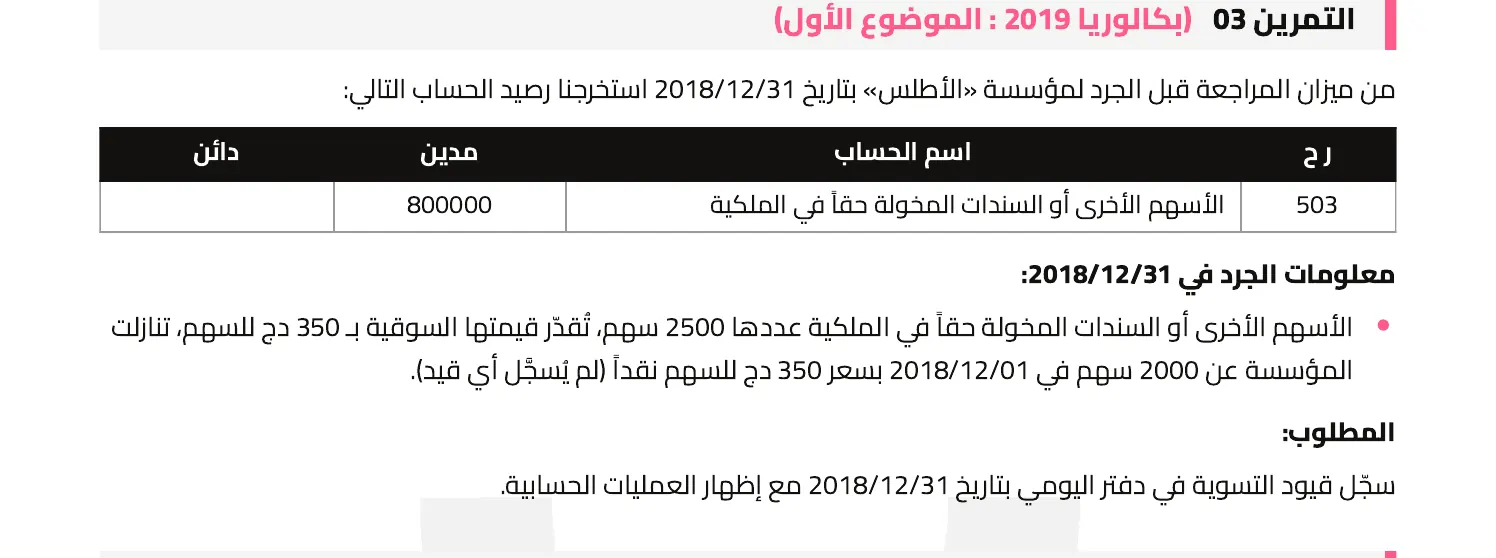 التمرين 03 (بكالوريا 2019 : الموضوع الأول)
من ميزان المراجعة قبل الجرد لمؤسسة «الأطلس» بتاريخ 2018/12/31 استخرجنا رصيد الحساب التالي:
ر ح اسم الحساب مدين دائن
503 الأسهم الأخرى أو السندات المخولة حقاً في الملكية 800000
معلومات الجرد في 2018/12/31:
• الأسهم الأخرى أو السندات المخولة حقاً في الملكية عددها 2500 سهم، تُقدّر قيمتها السوقية بـ 350 دج للسهم، تنازلت
المؤسسة عن 2000 سهم في 2018/12/01 بسعر 350 دج للسهم نقداً (لم يُسجَّل أي قيد).
المطلوب:
سجّل قيود التسوية في دفتر اليومي بتاريخ 2018/12/31 مع إظهار العمليات الحسابية.